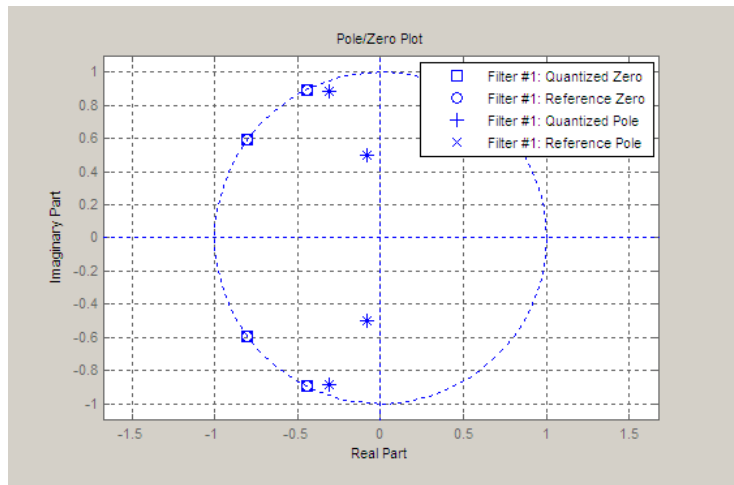 Pole/Zero Plot
Filter #1: Quantized Zero
Filter #1: Reference Zero
Filter #1: Quantized Pole
Filter #1: Reference Pole
1
0.8
0.6
0.4
0.2
0
-0.2
-0.4
-0.6
-0.8
-1
Imaginary Part
-1.5 -1 -0.5 0 0.5 1 1.5
Real Part